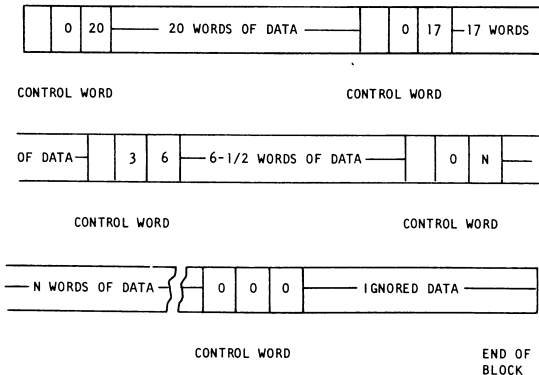 0 20 20 WORDS OF DATA 0 17 17 WORDS
CONTROL WORD CONTROL WORD
OF DATA 3 6 6-1/2 WORDS OF DATA 0 N
CONTROL WORD CONTROL WORD
N WORDS OF DATA 0 0 0 IGNORED DATA
CONTROL WORD END OF
BLOCK